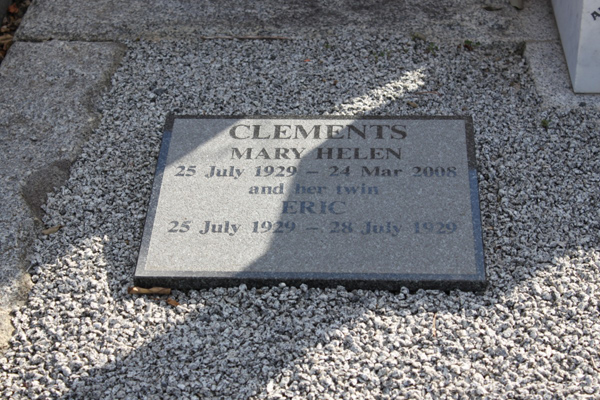 CLEMENTS
MARY HELEN
25 July 1929 – 24 Mar 2008
and her twin
ERIC
25 July 1929 – 28 July 1929